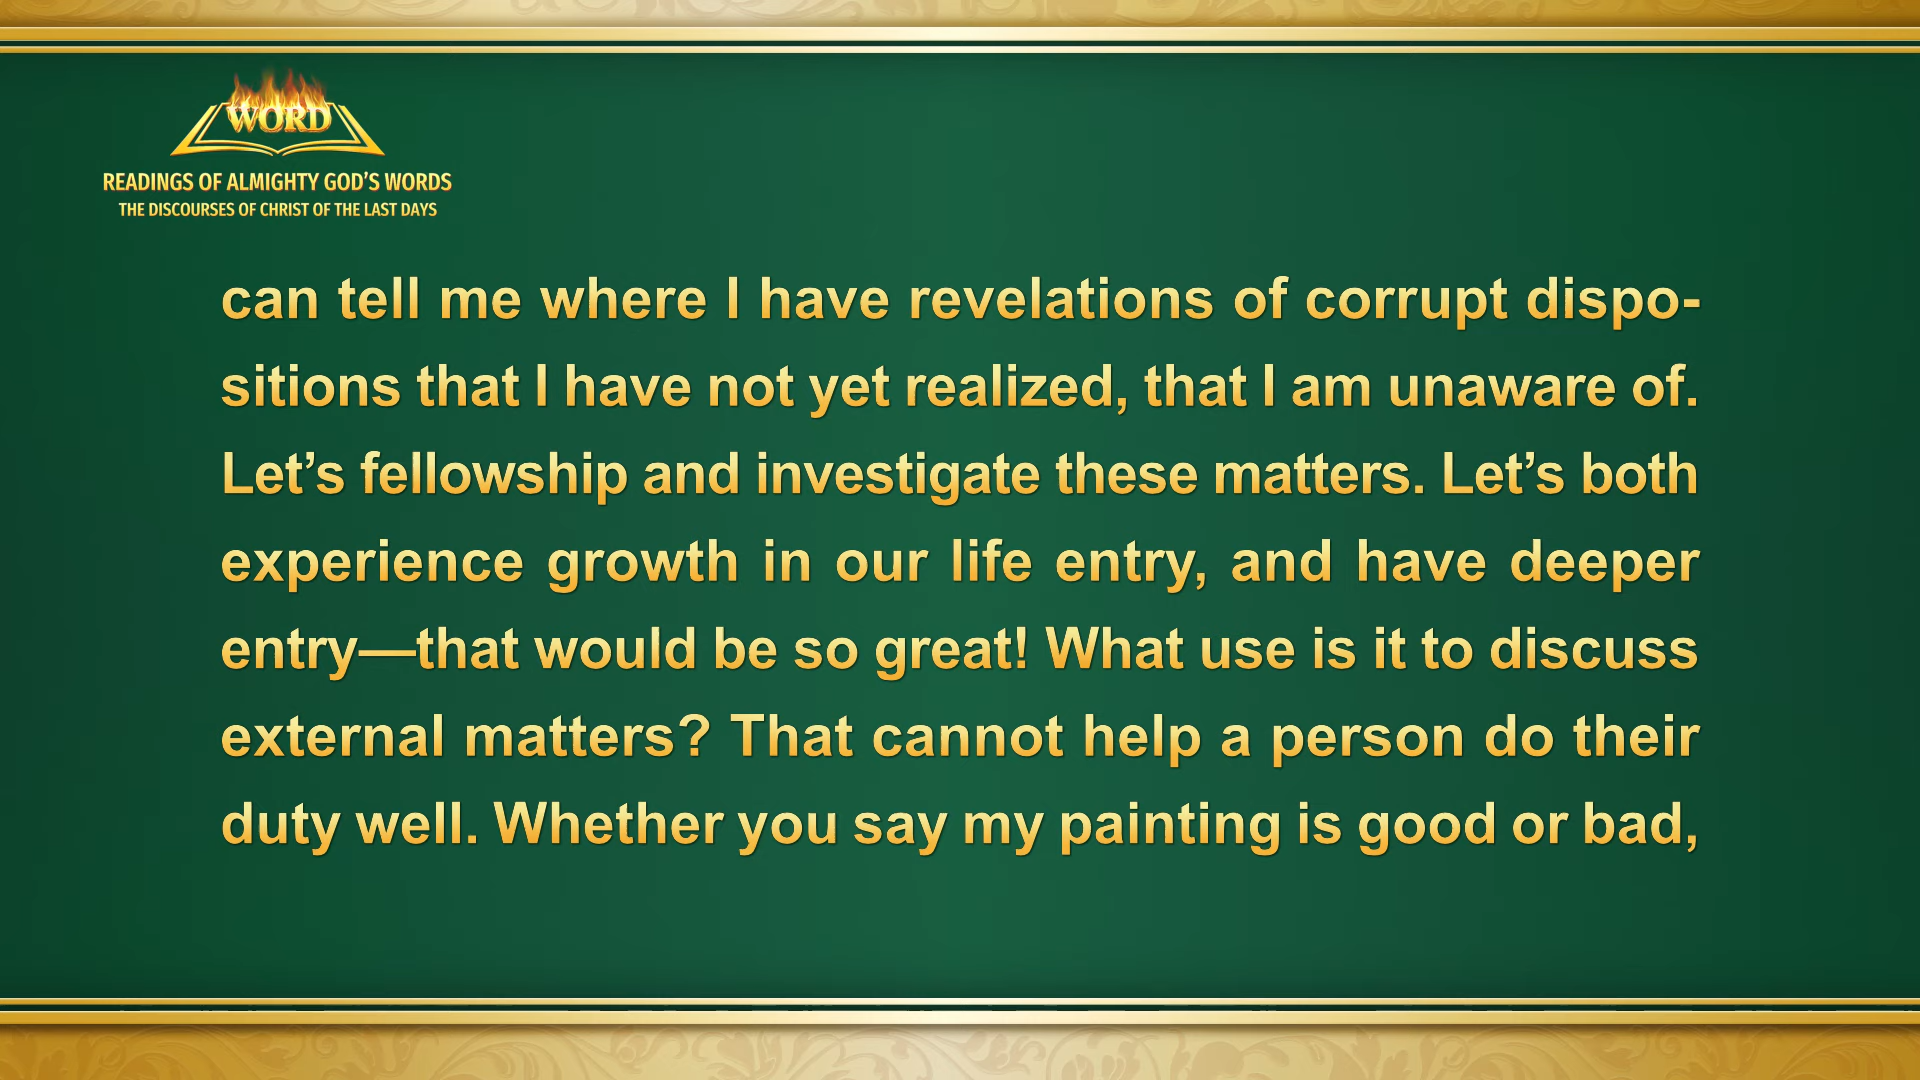 WORD
READINGS OF ALMIGHTY GOD’S WORDS
THE DISCOURSES OF CHRIST OF THE LAST DAYS
can tell me where I have revelations of corrupt dispo-
sitions that I have not yet realized, that I am unaware of.
Let’s fellowship and investigate these matters. Let’s both
experience growth in our life entry, and have deeper
entry—that would be so great! What use is it to discuss
external matters? That cannot help a person do their
duty well. Whether you say my painting is good or bad,